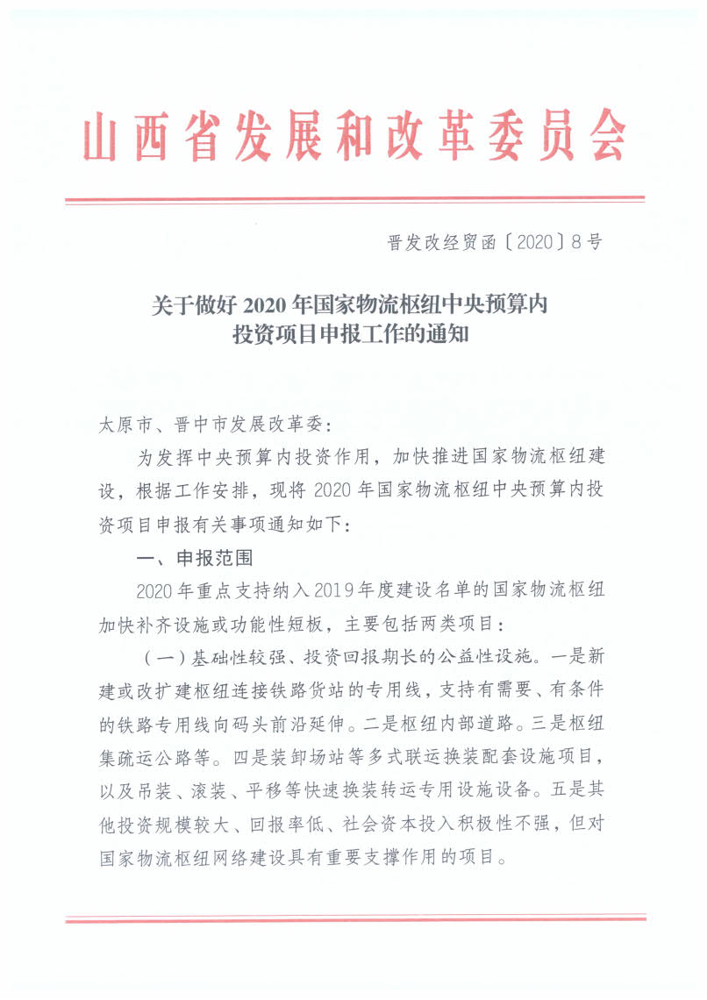 山西省发展和改革委员会
晋发改经贸函〔2020〕8号
关于做好 2020 年国家物流枢纽中央预算内
投资项目申报工作的通知
太原市、晋中市发展改革委：
为发挥中央预算内投资作用，加快推进国家物流枢纽建
设，根据工作安排，现将 2020 年国家物流枢纽中央预算内投
资项目申报有关事项通知如下：
一、申报范围
2020 年重点支持纳入 2019 年度建设名单的国家物流枢纽
加快补齐设施或功能性短板，主要包括两类项目：
（一）基础性较强、投资回报期长的公益性设施。一是新
建或改扩建枢纽连接铁路货站的专用线，支持有需要、有条件
的铁路专用线向码头前沿延伸。二是枢纽内部道路。三是枢纽
集疏运公路等。四是装卸场站等多式联运换装配套设施项目，
以及吊装、滚装、平移等快速换装转运专用设施设备。五是其
他投资规模较大、回报率低、社会资本投入积极性不强，但对
国家物流枢纽网络建设具有重要支撑作用的项目。